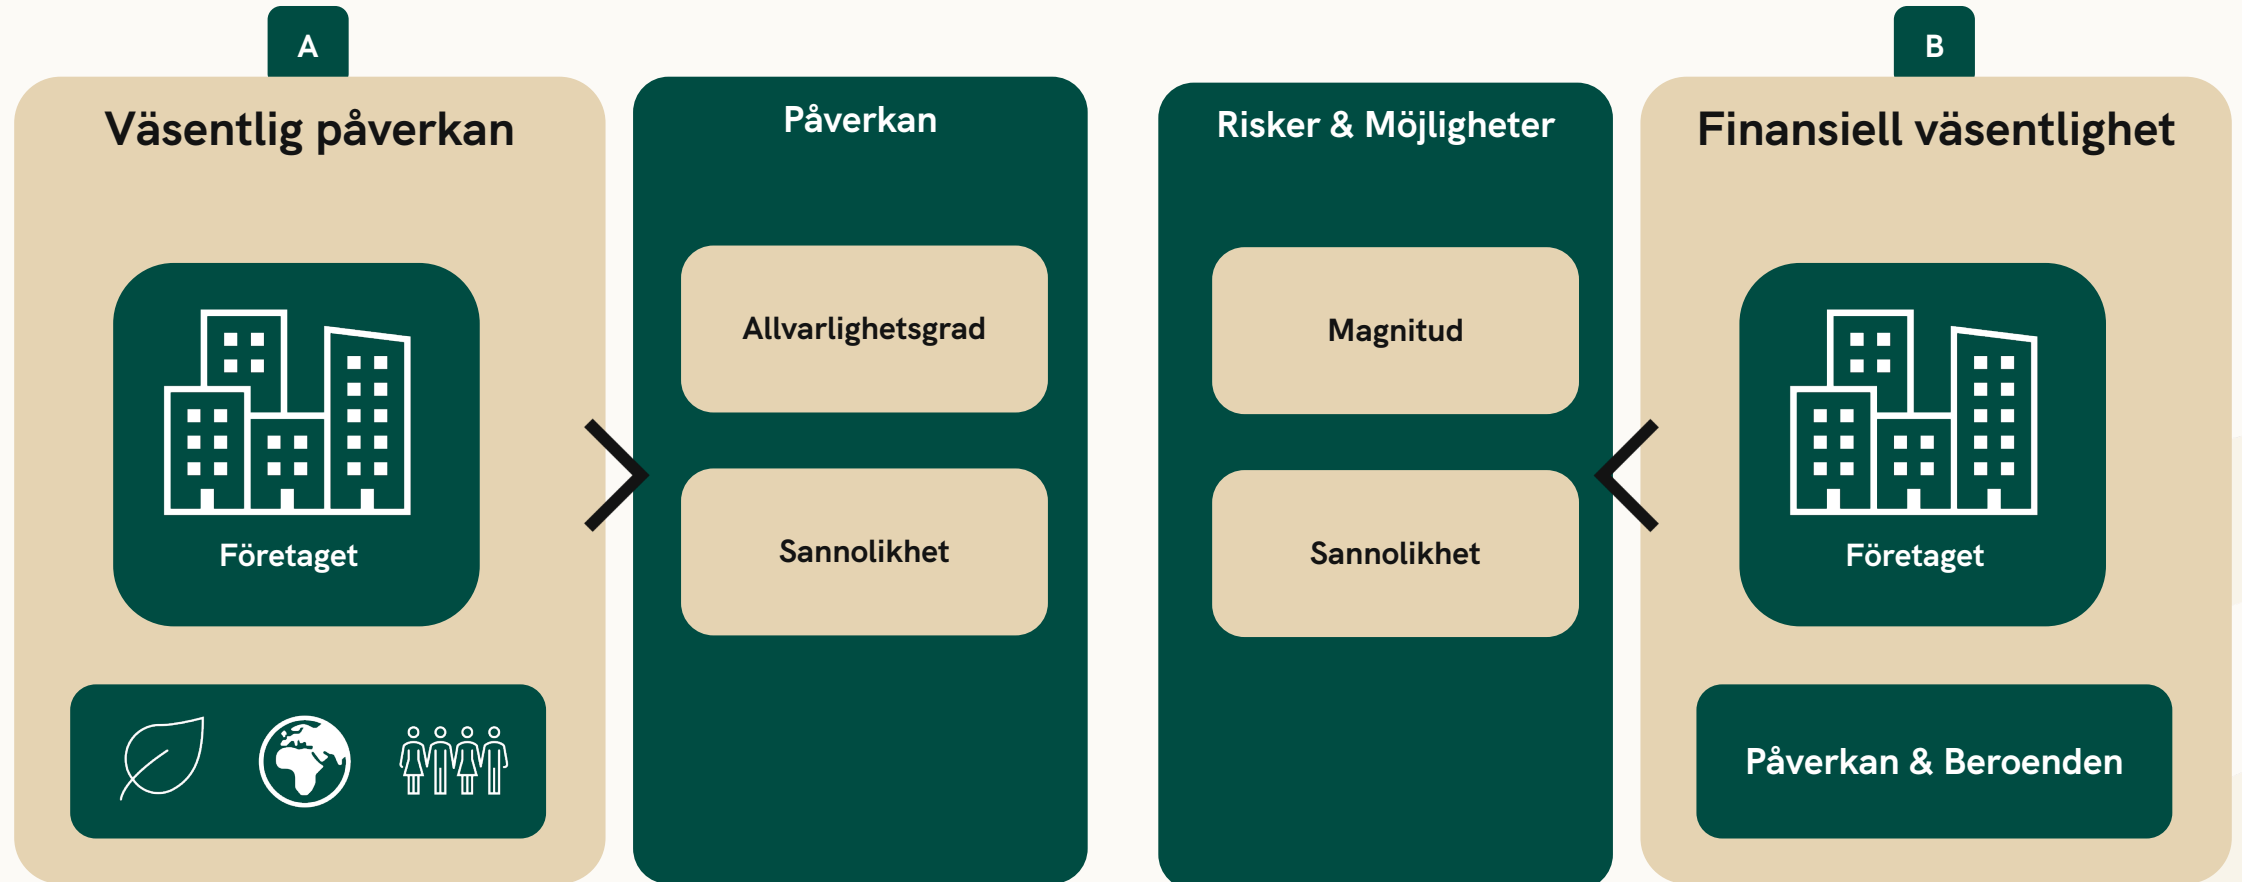 A
Väsentlig påverkan
Företaget
Påverkan
Allvarlighetsgrad
Sannolikhet
Risker & Möjligheter
Magnitud
Sannolikhet
B
Finansiell väsentlighet
Företaget
Påverkan & Beroenden